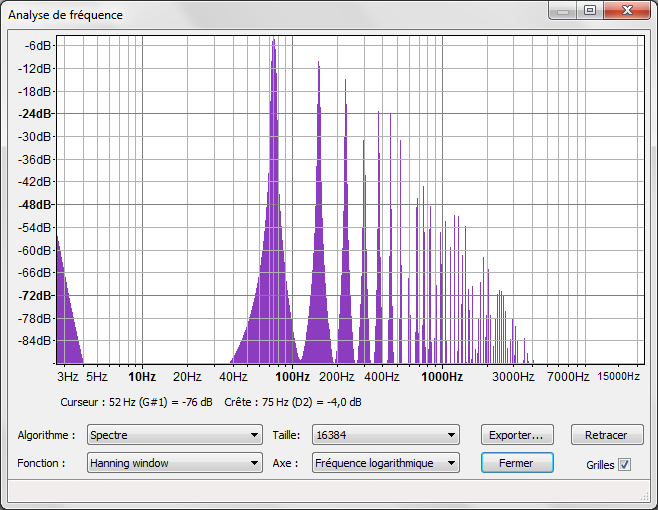 Analyse de fréquence
-6dB
-12dB
-18dB
-24dB
-30dB
-36dB
-42dB
-48dB
-54dB
-60dB
-66dB
-72dB
-78dB
-84dB
3Hz 5Hz 10Hz 20Hz 40Hz 100Hz 200Hz 400Hz 1000Hz 3000Hz 7000Hz 15000Hz
Curseur : 52 Hz (G#1) = -76 dB Crête : 75 Hz (D2) = -4,0 dB
Algorithme : Spectre Taille: 16384 Exporter... Retracer
Fonction : Hanning window Axe : Fréquence logarithmique Fermer Grilles